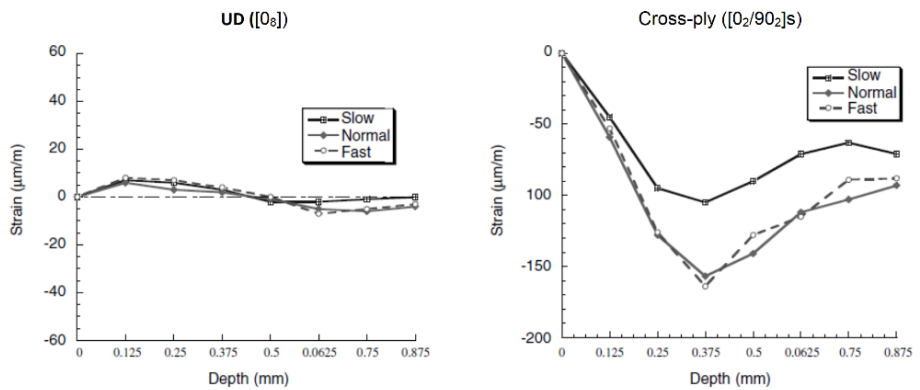 UD ([0₈])
60
40
20
0
-20
-40
-60
Strain (μm/m)
Slow
Normal
Fast
0 0.125 0.25 0.375 0.5 0.0625 0.75 0.875
Depth (mm)
Cross-ply ([0₂/90₂]s)
0
-50
-100
-150
-200
Strain (μm/m)
Slow
Normal
Fast
0 0.125 0.25 0.375 0.5 0.0625 0.75 0.875
Depth (mm)